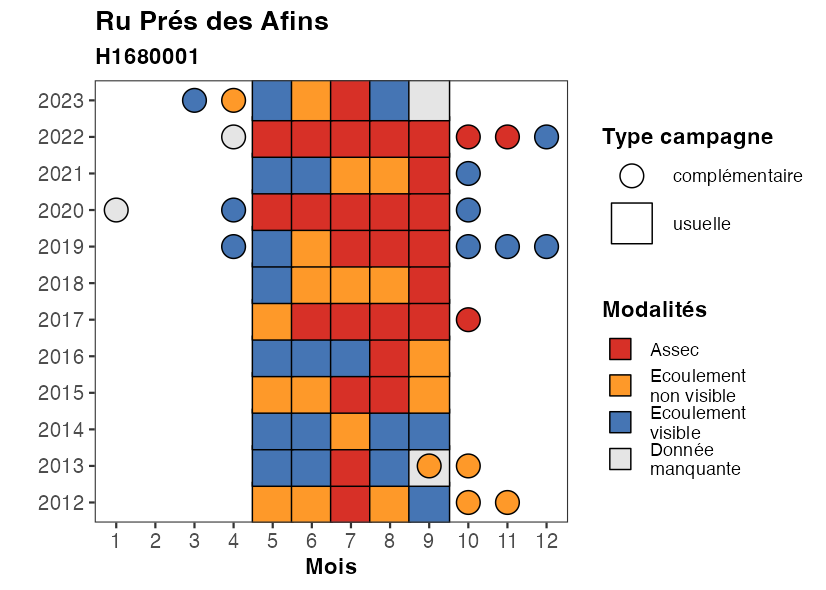 Ru Prés des Afins
H1680001
2023
2022
2021
2020
2019
2018
2017
2016
2015
2014
2013
2012
1 2 3 4 5 6 7 8 9 10 11 12
Mois
Type campagne
complémentaire
usuelle
Modalités
Assec
Ecoulement
non visible
Ecoulement
visible
Donnée
manquante